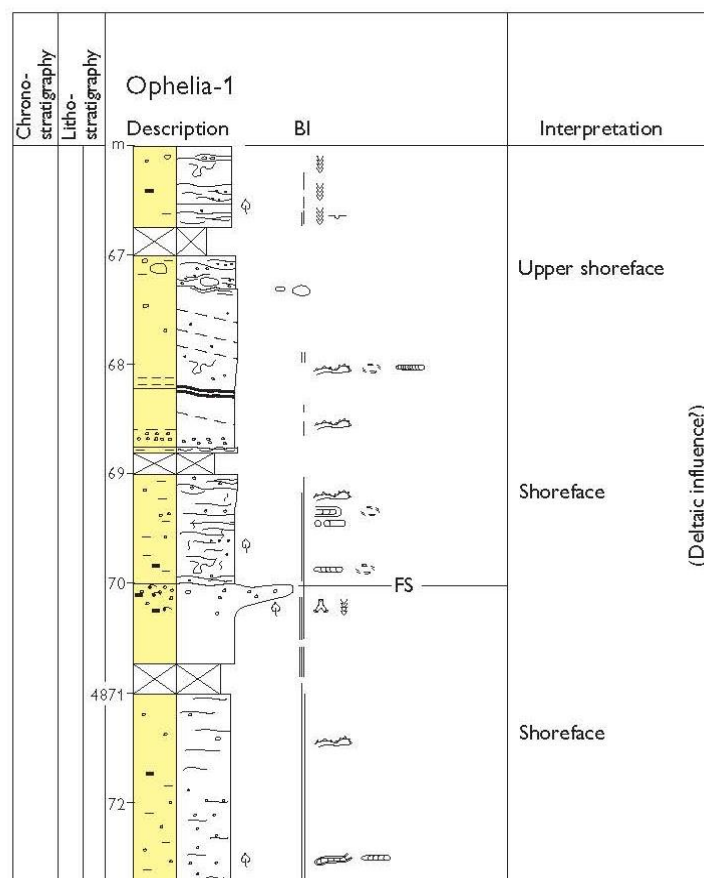 Chrono-
stratigraphy
Litho-
stratigraphy
Ophelia-1
Description BI Interpretation
m
67
Upper shoreface
68
69
Shoreface
(Deltaic influence?)
70
FS
4871
Shoreface
72